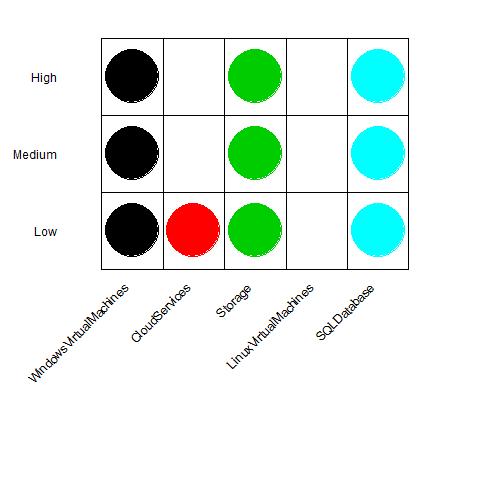 High
Medium
Low
WindowsVirtualMachines
CloudServices
Storage
LinuxVirtualMachines
SQLDatabase